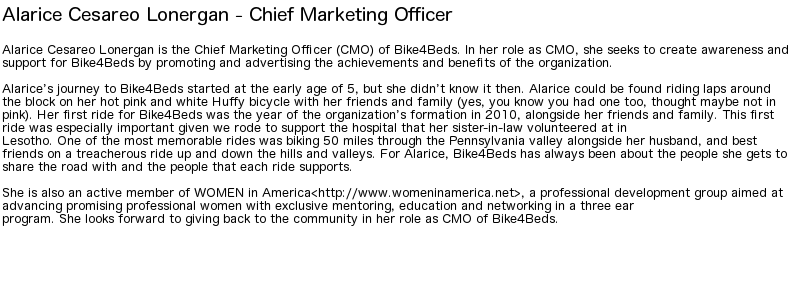 Alarice Cesareo Lonergan - Chief Marketing Officer
Alarice Cesareo Lonergan is the Chief Marketing Officer (CMO) of Bike4Beds. In her role as CMO, she seeks to create awareness and
support for Bike4Beds by promoting and advertising the achievements and benefits of the organization.
Alarice's journey to Bike4Beds started at the early age of 5, but she didn't know it then. Alarice could be found riding laps around
the block on her hot pink and white Huffy bicycle with her friends and family (yes, you know you had one too, thought maybe not in
pink). Her first ride for Bike4Beds was the year of the organization's formation in 2010, alongside her friends and family. This first
ride was especially important given we rode to support the hospital that her sister-in-law volunteered at in
Lesotho. One of the most memorable rides was biking 50 miles through the Pennsylvania valley alongside her husband, and best
friends on a treacherous ride up and down the hills and valleys. For Alarice, Bike4Beds has always been about the people she gets to
share the road with and the people that each ride supports.
She is also an active member of WOMEN in America<http://www.womeninamerica.net>, a professional development group aimed at
advancing promising professional women with exclusive mentoring, education and networking in a three ear
program. She looks forward to giving back to the community in her role as CMO of Bike4Beds.